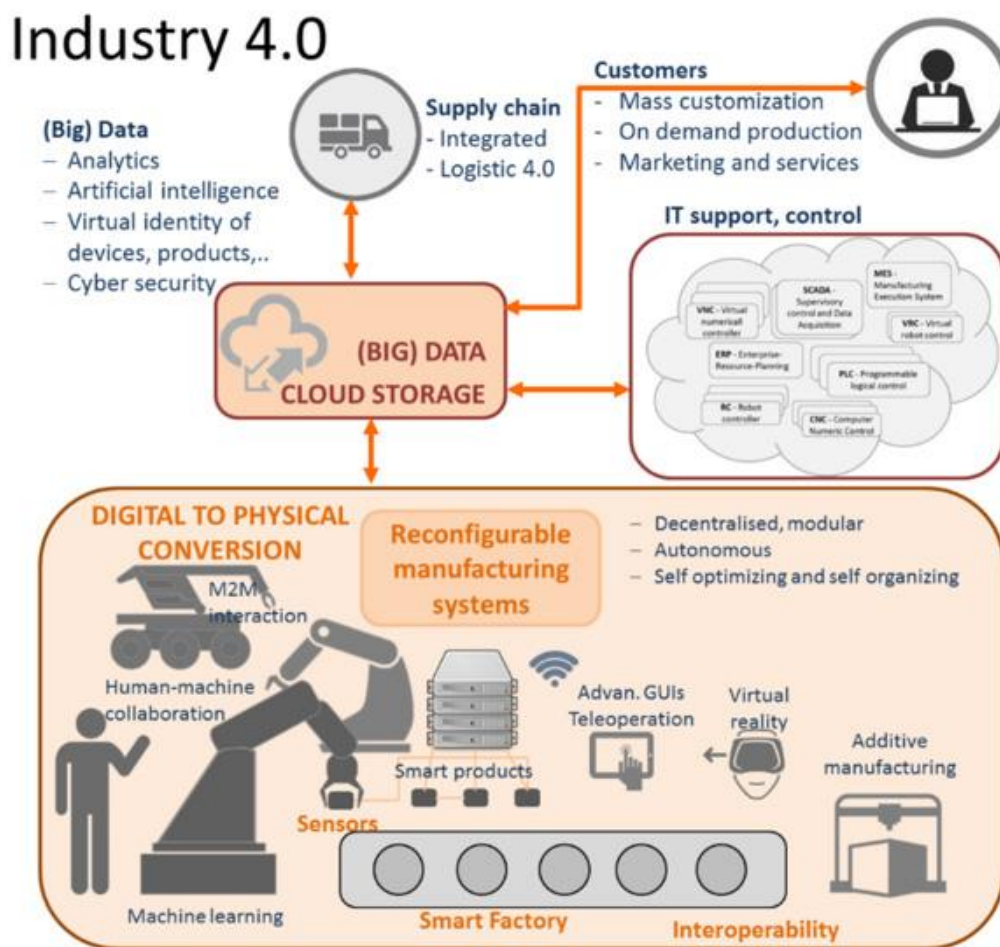 Industry 4.0
(Big) Data
– Analytics
– Artificial intelligence
– Virtual identity of
devices, products,..
– Cyber security
Supply chain
- Integrated
- Logistic 4.0
Customers
- Mass customization
- On demand production
- Marketing and services
IT support, control
VNC - Virtual
numericall
controller
SCADA -
Supervisory
control and Data
Acquisition
MES -
Manufacturing
Execution System
VRC - Virtual
robot control
ERP - Enterprise-
Resource-Planning
PLC - Programmable
logical control
RC - Robot
controller
CNC - Computer
Numeric Control
(BIG) DATA
CLOUD STORAGE
DIGITAL TO PHYSICAL
CONVERSION
Reconfigurable
manufacturing
systems
– Decentralised, modular
– Autonomous
– Self optimizing and self organizing
M2M
interaction
Human-machine
collaboration
Smart products
Advan. GUIs
Teleoperation
Virtual
reality
Additive
manufacturing
Sensors
Machine learning
Smart Factory
Interoperability